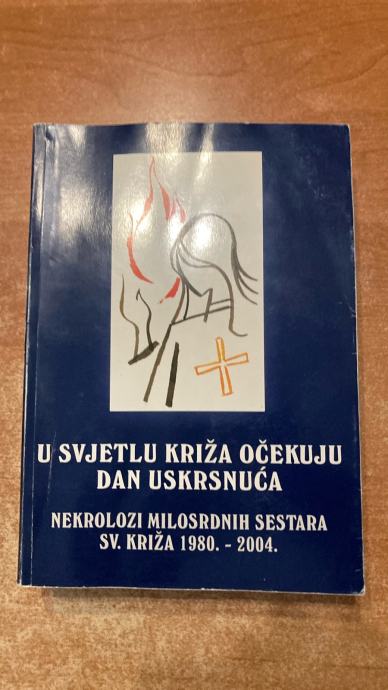 U SVJETLU KRIŽA OČEKUJU
DAN USKRSNUĆA
NEKROLOZI MILOSRDNIH SESTARA
SV. KRIŽA 1980. - 2004.